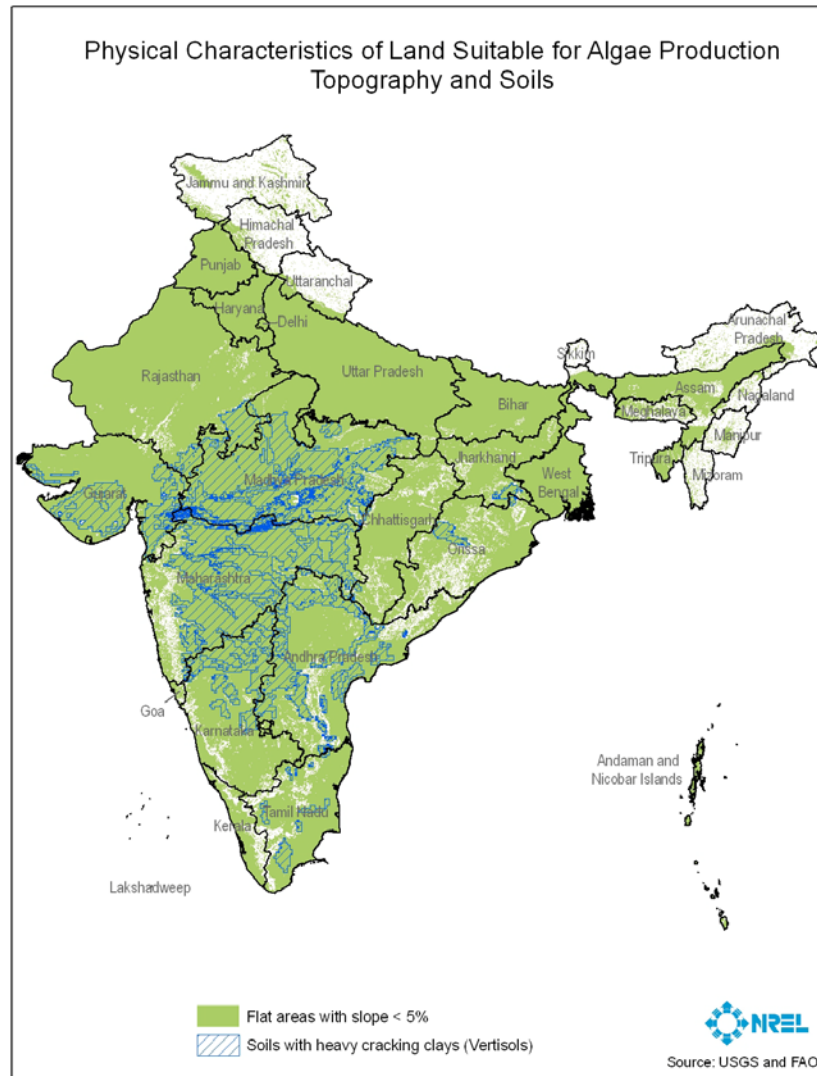 Physical Characteristics of Land Suitable for Algae Production
Topography and Soils
Jammu and Kashmir
Himachal
Pradesh
Punjab
Uttaranchal
Haryana
Delhi
Arunachal
Pradesh
Sikkim
Rajasthan
Uttar Pradesh
Assam
Nagaland
Bihar
Meghalaya
Manipur
Jharkhand
Tripura
Mizoram
West
Bengal
Madhya Pradesh
Gujarat
Chhattisgarh
Orissa
Maharashtra
Andhra Pradesh
Goa
Karnataka
Andaman and
Nicobar Islands
Tamil Nadu
Kerala
Lakshadweep
Flat areas with slope < 5%
Soils with heavy cracking clays (Vertisols)
NREL
Source: USGS and FAO